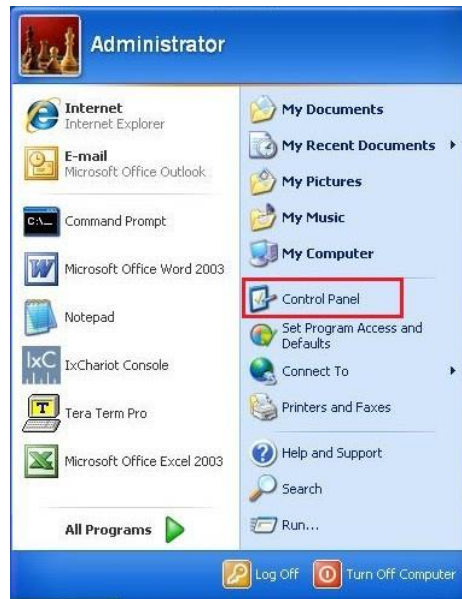 Administrator
Internet
Internet Explorer
E-mail
Microsoft Office Outlook
C:\_
Command Prompt
W
Microsoft Office Word 2003
Notepad
IxC
IxChariot Console
T
Tera Term Pro
Microsoft Office Excel 2003
All Programs
My Documents
My Recent Documents
My Pictures
My Music
My Computer
Control Panel
Set Program Access and
Defaults
Connect To
Printers and Faxes
Help and Support
Search
Run...
Log Off
Turn Off Computer